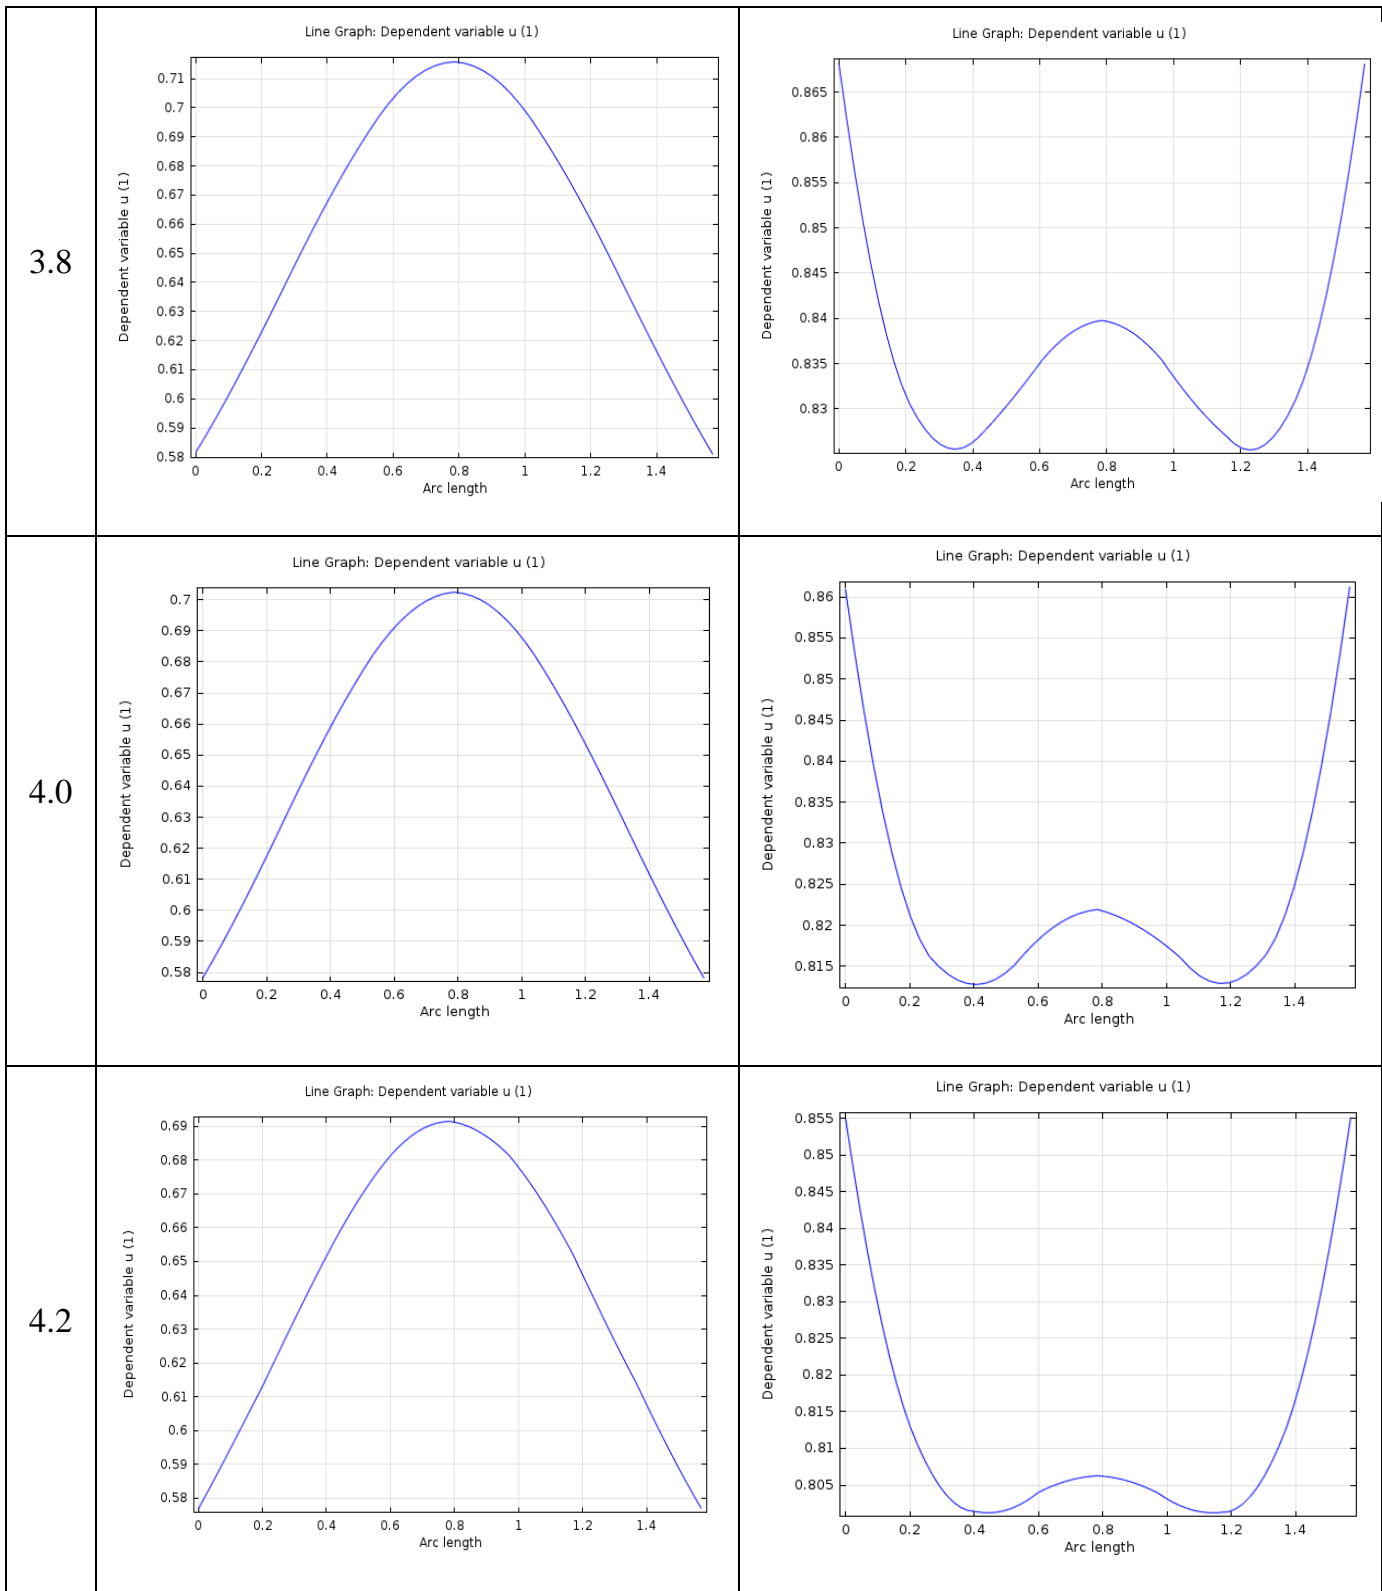 3.8
Line Graph: Dependent variable u (1)
Dependent variable u (1)
0.71
0.7
0.69
0.68
0.67
0.66
0.65
0.64
0.63
0.62
0.61
0.6
0.59
0.58
0 0.2 0.4 0.6 0.8 1 1.2 1.4
Arc length
Line Graph: Dependent variable u (1)
Dependent variable u (1)
0.865
0.86
0.855
0.85
0.845
0.84
0.835
0.83
0 0.2 0.4 0.6 0.8 1 1.2 1.4
Arc length
4.0
Line Graph: Dependent variable u (1)
Dependent variable u (1)
0.7
0.69
0.68
0.67
0.66
0.65
0.64
0.63
0.62
0.61
0.6
0.59
0.58
0 0.2 0.4 0.6 0.8 1 1.2 1.4
Arc length
Line Graph: Dependent variable u (1)
Dependent variable u (1)
0.86
0.855
0.85
0.845
0.84
0.835
0.83
0.825
0.82
0.815
0 0.2 0.4 0.6 0.8 1 1.2 1.4
Arc length
4.2
Line Graph: Dependent variable u (1)
Dependent variable u (1)
0.69
0.68
0.67
0.66
0.65
0.64
0.63
0.62
0.61
0.6
0.59
0.58
0 0.2 0.4 0.6 0.8 1 1.2 1.4
Arc length
Line Graph: Dependent variable u (1)
Dependent variable u (1)
0.855
0.85
0.845
0.84
0.835
0.83
0.825
0.82
0.815
0.81
0.805
0 0.2 0.4 0.6 0.8 1 1.2 1.4
Arc length